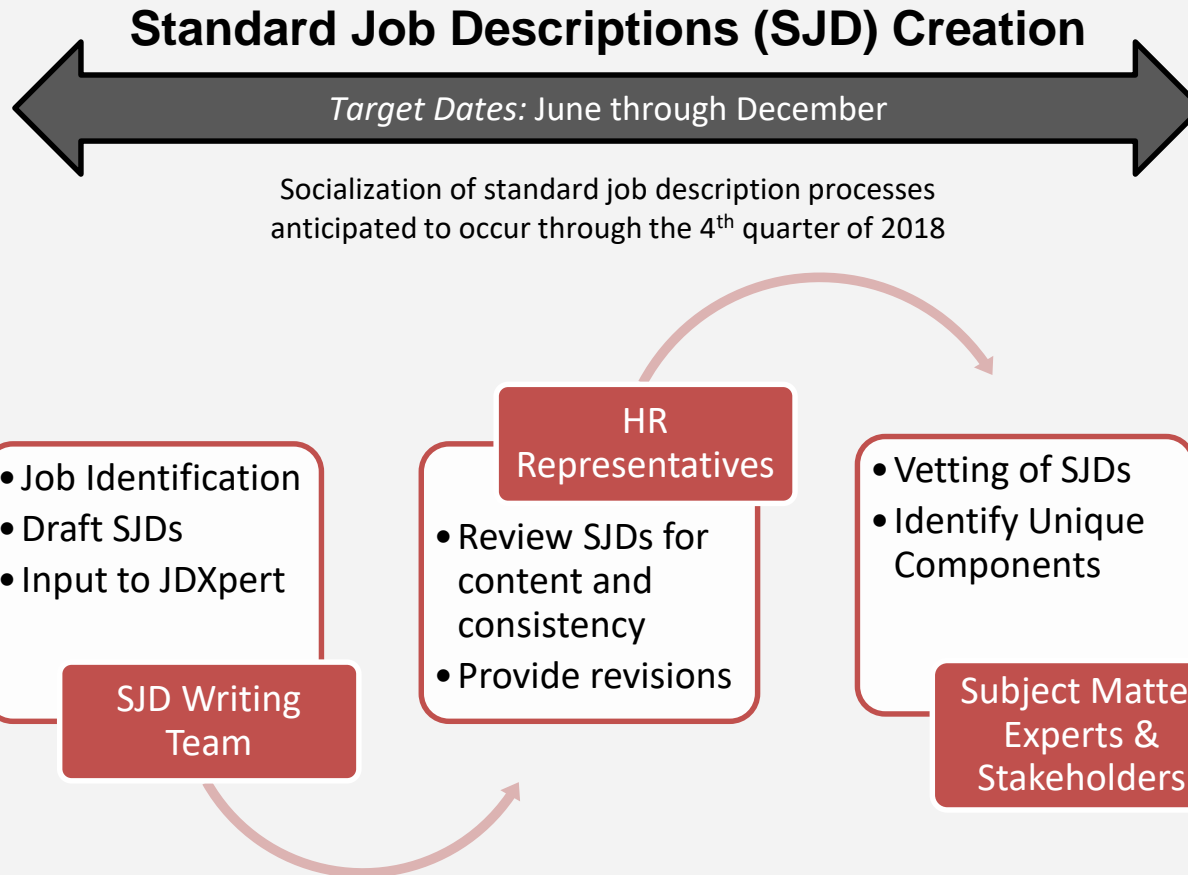 Standard Job Descriptions (SJD) Creation
Target Dates: June through December
Socialization of standard job description processes
anticipated to occur through the 4th quarter of 2018
• Job Identification
• Draft SJDs
• Input to JDXpert
SJD Writing
Team
HR
Representatives
• Review SJDs for
content and
consistency
• Provide revisions
• Vetting of SJDs
• Identify Unique
Components
Subject Matte
Experts &
Stakeholders